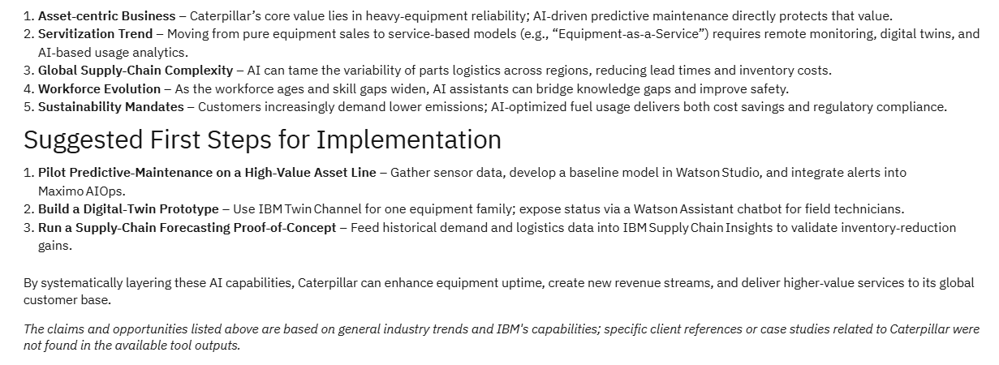 1. Asset-centric Business – Caterpillar’s core value lies in heavy-equipment reliability; AI-driven predictive maintenance directly protects that value.
2. Servitization Trend – Moving from pure equipment sales to service-based models (e.g., “Equipment-as-a-Service”) requires remote monitoring, digital twins, and
AI-based usage analytics.
3. Global Supply-Chain Complexity – AI can tame the variability of parts logistics across regions, reducing lead times and inventory costs.
4. Workforce Evolution – As the workforce ages and skill gaps widen, AI assistants can bridge knowledge gaps and improve safety.
5. Sustainability Mandates – Customers increasingly demand lower emissions; AI-optimized fuel usage delivers both cost savings and regulatory compliance.
Suggested First Steps for Implementation
1. Pilot Predictive-Maintenance on a High-Value Asset Line – Gather sensor data, develop a baseline model in Watson Studio, and integrate alerts into
Maximo AIOps.
2. Build a Digital-Twin Prototype – Use IBM Twin Channel for one equipment family; expose status via a Watson Assistant chatbot for field technicians.
3. Run a Supply-Chain Forecasting Proof-of-Concept – Feed historical demand and logistics data into IBM Supply Chain Insights to validate inventory-reduction
gains.
By systematically layering these AI capabilities, Caterpillar can enhance equipment uptime, create new revenue streams, and deliver higher-value services to its global
customer base.
The claims and opportunities listed above are based on general industry trends and IBM's capabilities; specific client references or case studies related to Caterpillar were
not found in the available tool outputs.